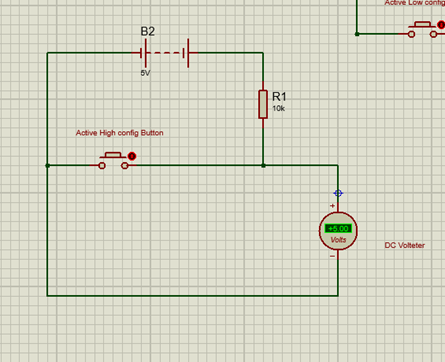 Active Low config
B2
5V
R1
10k
Active High config Button
+
+5.00
Volts
DC Volteter